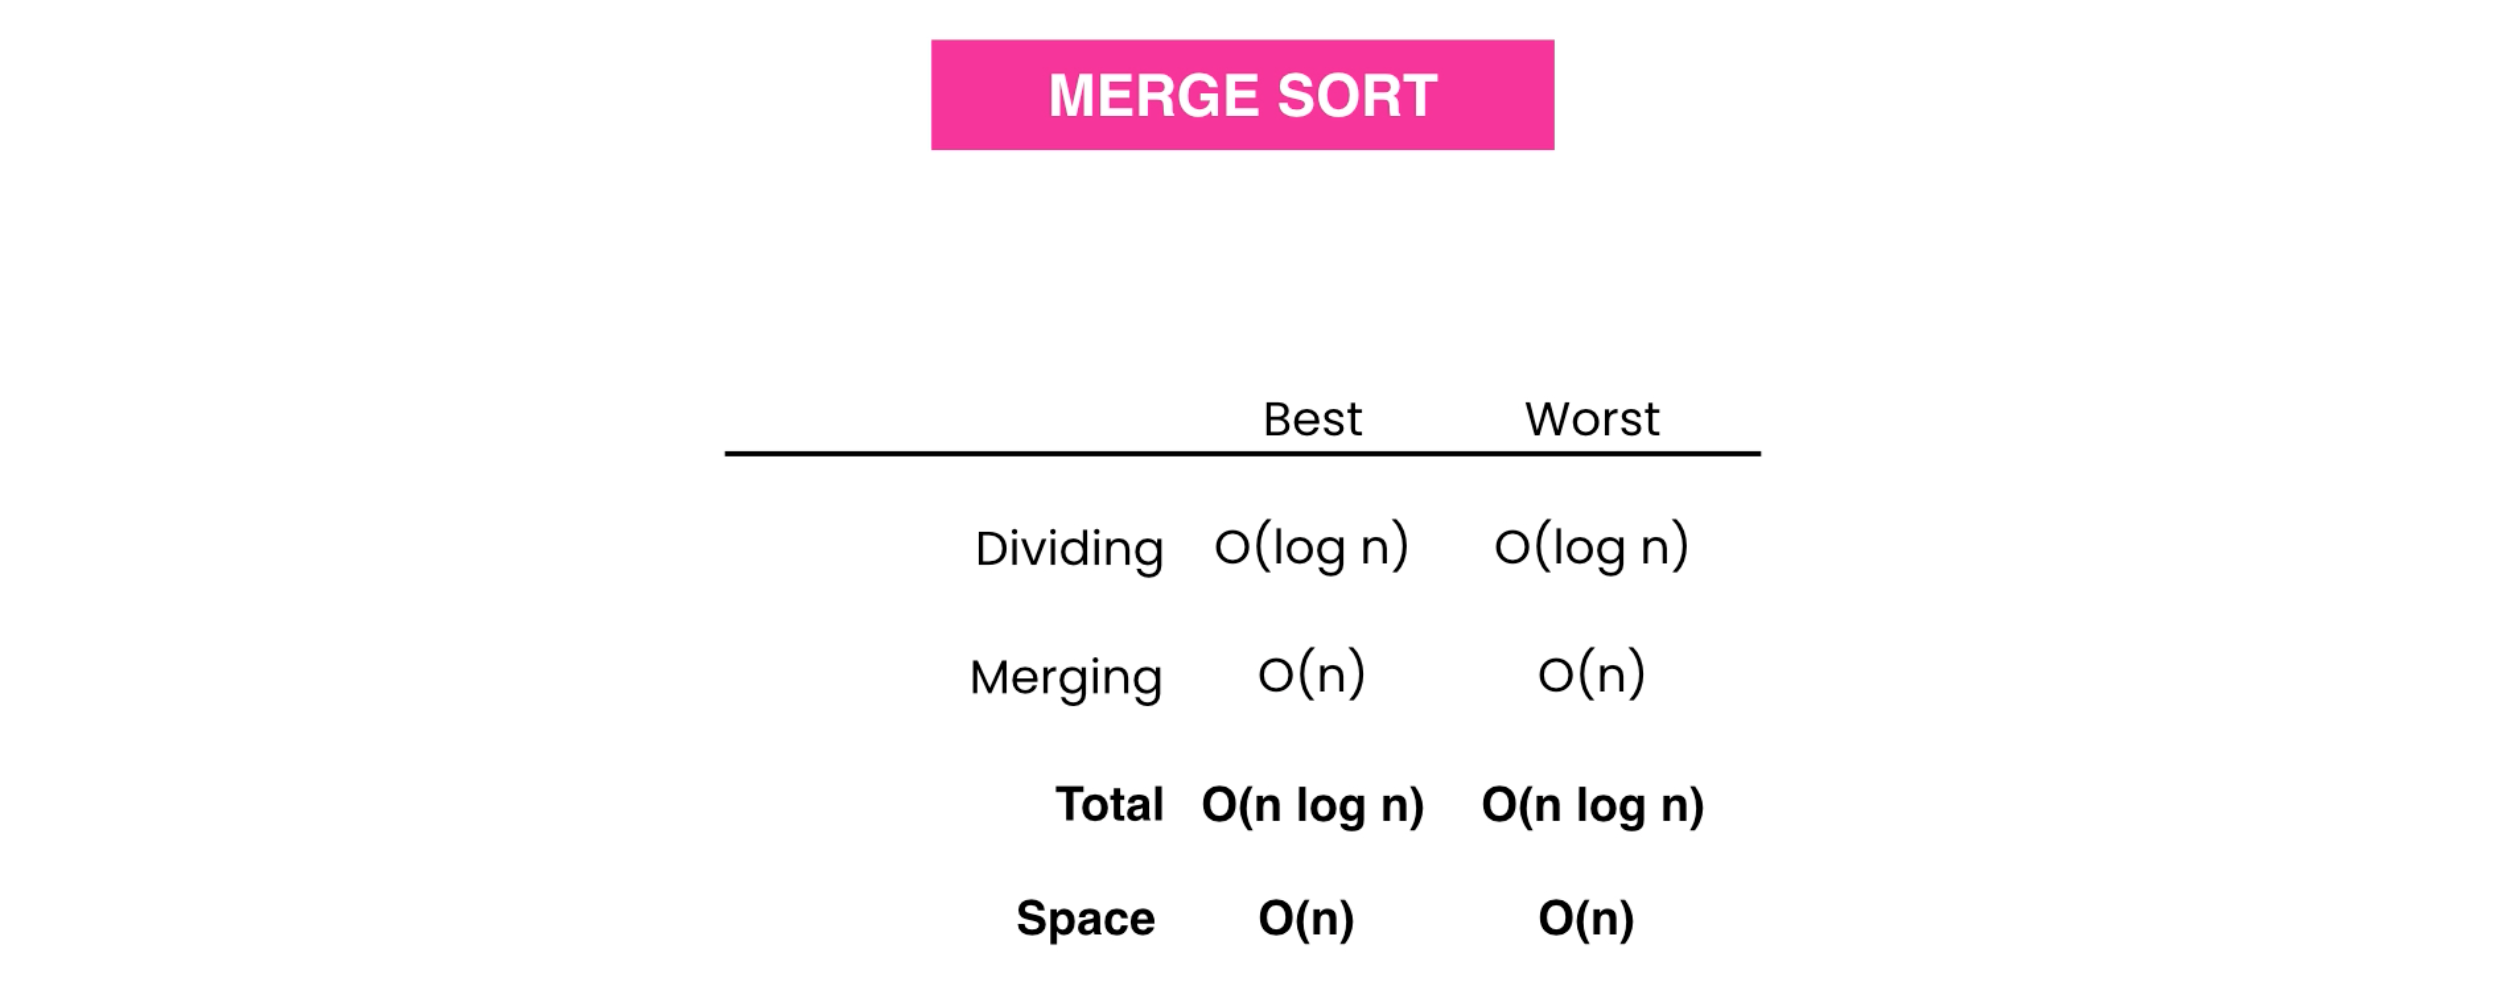 MERGE SORT
Best Worst
Dividing O(log n) O(log n)
Merging O(n) O(n)
Total O(n log n) O(n log n)
Space O(n) O(n)